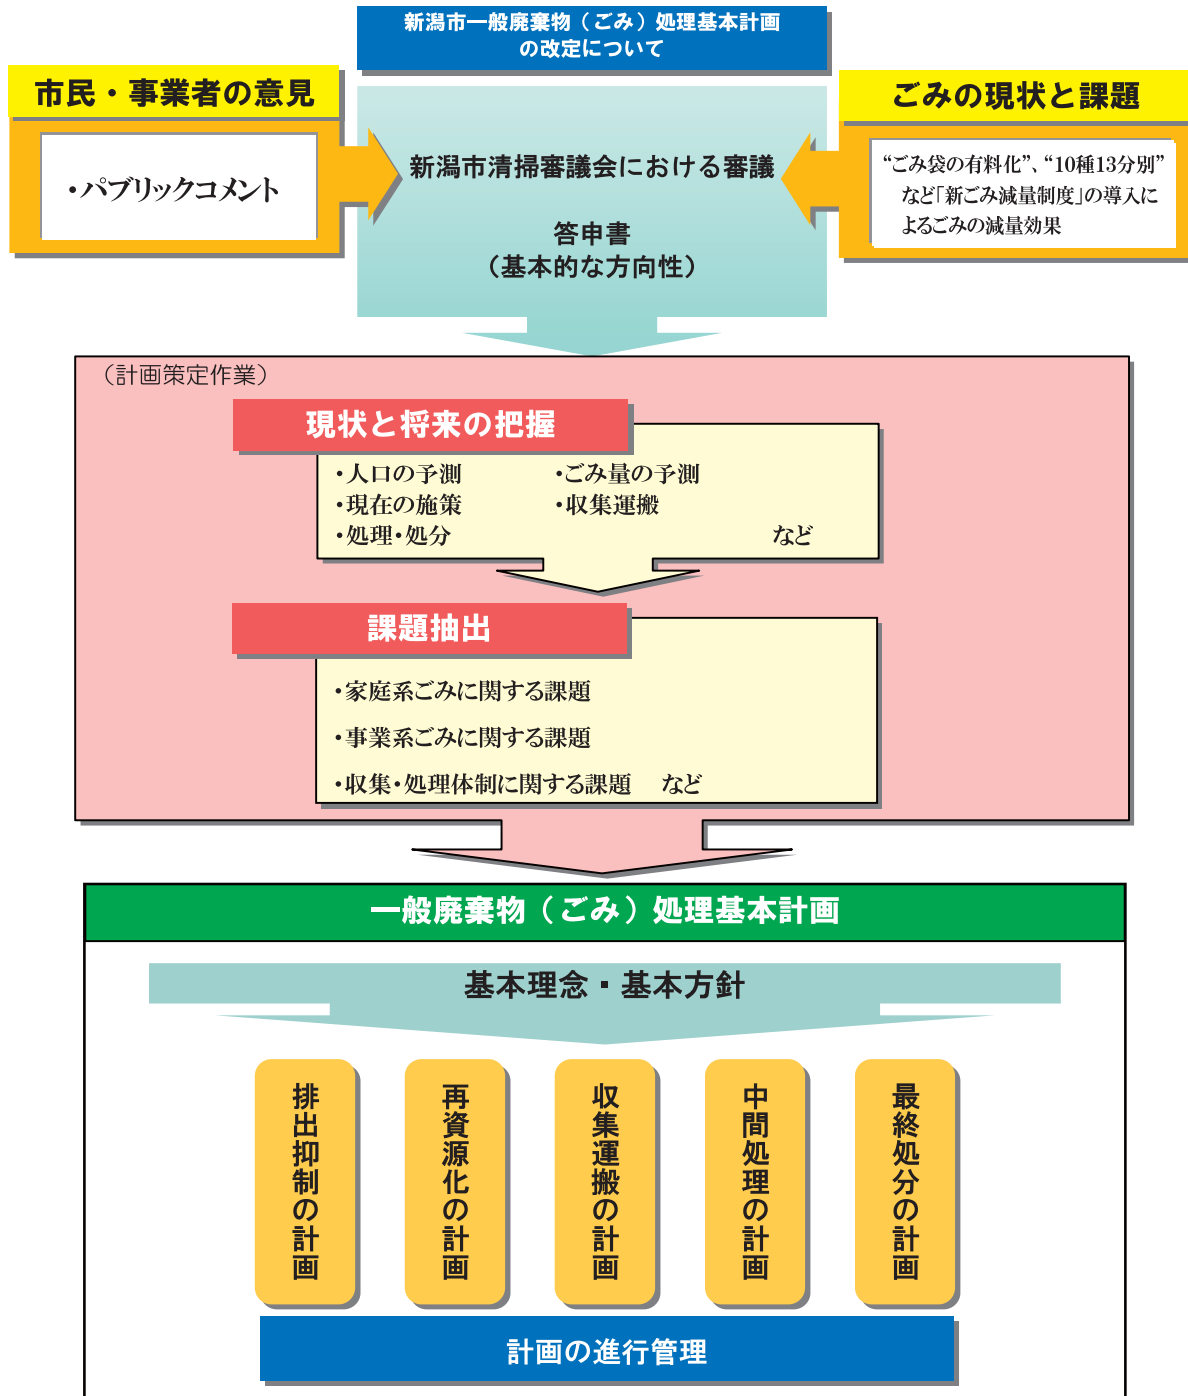 新潟市一般廃棄物（ごみ）処理基本計画
の改定について
市民・事業者の意見
・パブリックコメント
新潟市清掃審議会における審議
答申書
（基本的な方向性）
ごみの現状と課題
“ごみ袋の有料化”、“10種13分別”
など「新ごみ減量制度」の導入に
よるごみの減量効果
（計画策定作業）
現状と将来の把握
・人口の予測　・ごみ量の予測
・現在の施策　・収集運搬
・処理・処分　など
課題抽出
・家庭系ごみに関する課題
・事業系ごみに関する課題
・収集・処理体制に関する課題　など
一般廃棄物（ごみ）処理基本計画
基本理念・基本方針
排出抑制の計画
再資源化の計画
収集運搬の計画
中間処理の計画
最終処分の計画
計画の進行管理